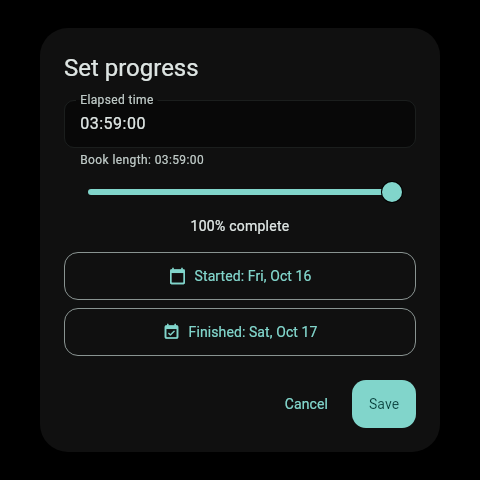 Set progress
Elapsed time
03:59:00
Book length: 03:59:00
100% complete
Started: Fri, Oct 16
Finished: Sat, Oct 17
Cancel
Save